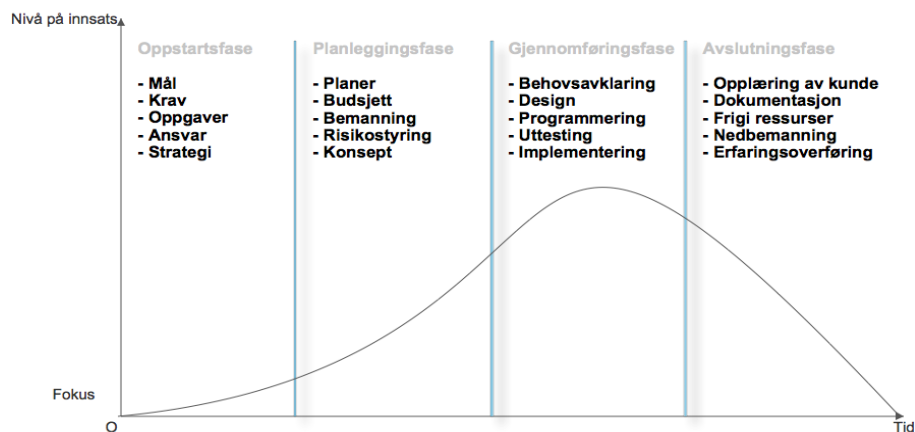 Nivå på innsats
Oppstartsfase
- Mål
- Krav
- Oppgaver
- Ansvar
- Strategi
Planleggingsfase
- Planer
- Budsjett
- Bemanning
- Risikostyring
- Konsept
Gjennomføringsfase
- Behovsavklaring
- Design
- Programmering
- Uttesting
- Implementering
Avslutningsfase
- Opplæring av kunde
- Dokumentasjon
- Frigi ressurser
- Nedbemanning
- Erfaringsoverføring
Fokus
O
Tid